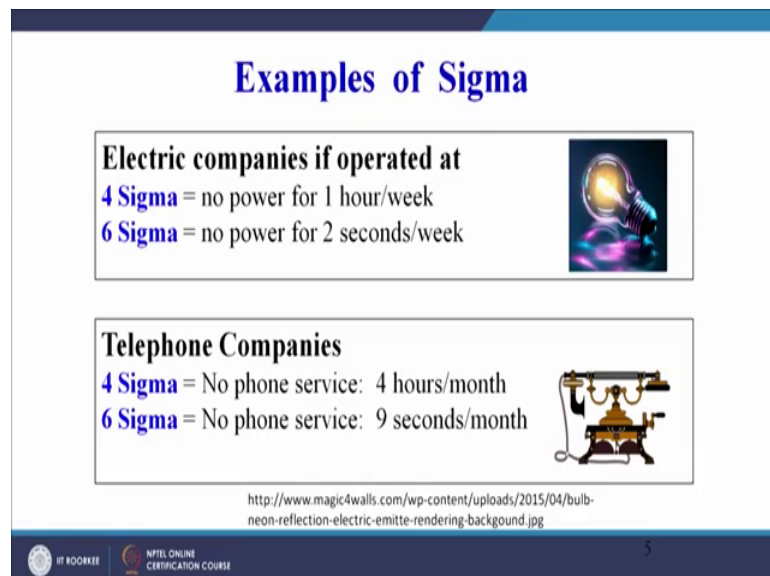 Examples of Sigma
Electric companies if operated at
4 Sigma = no power for 1 hour/week
6 Sigma = no power for 2 seconds/week
Telephone Companies
4 Sigma = No phone service: 4 hours/month
6 Sigma = No phone service: 9 seconds/month
http://www.magic4walls.com/wp-content/uploads/2015/04/bulb-
neon-reflection-electric-emitte-rendering-backgound.jpg
5
IIT ROORKEE
NPTEL ONLINE
CERTIFICATION COURSE